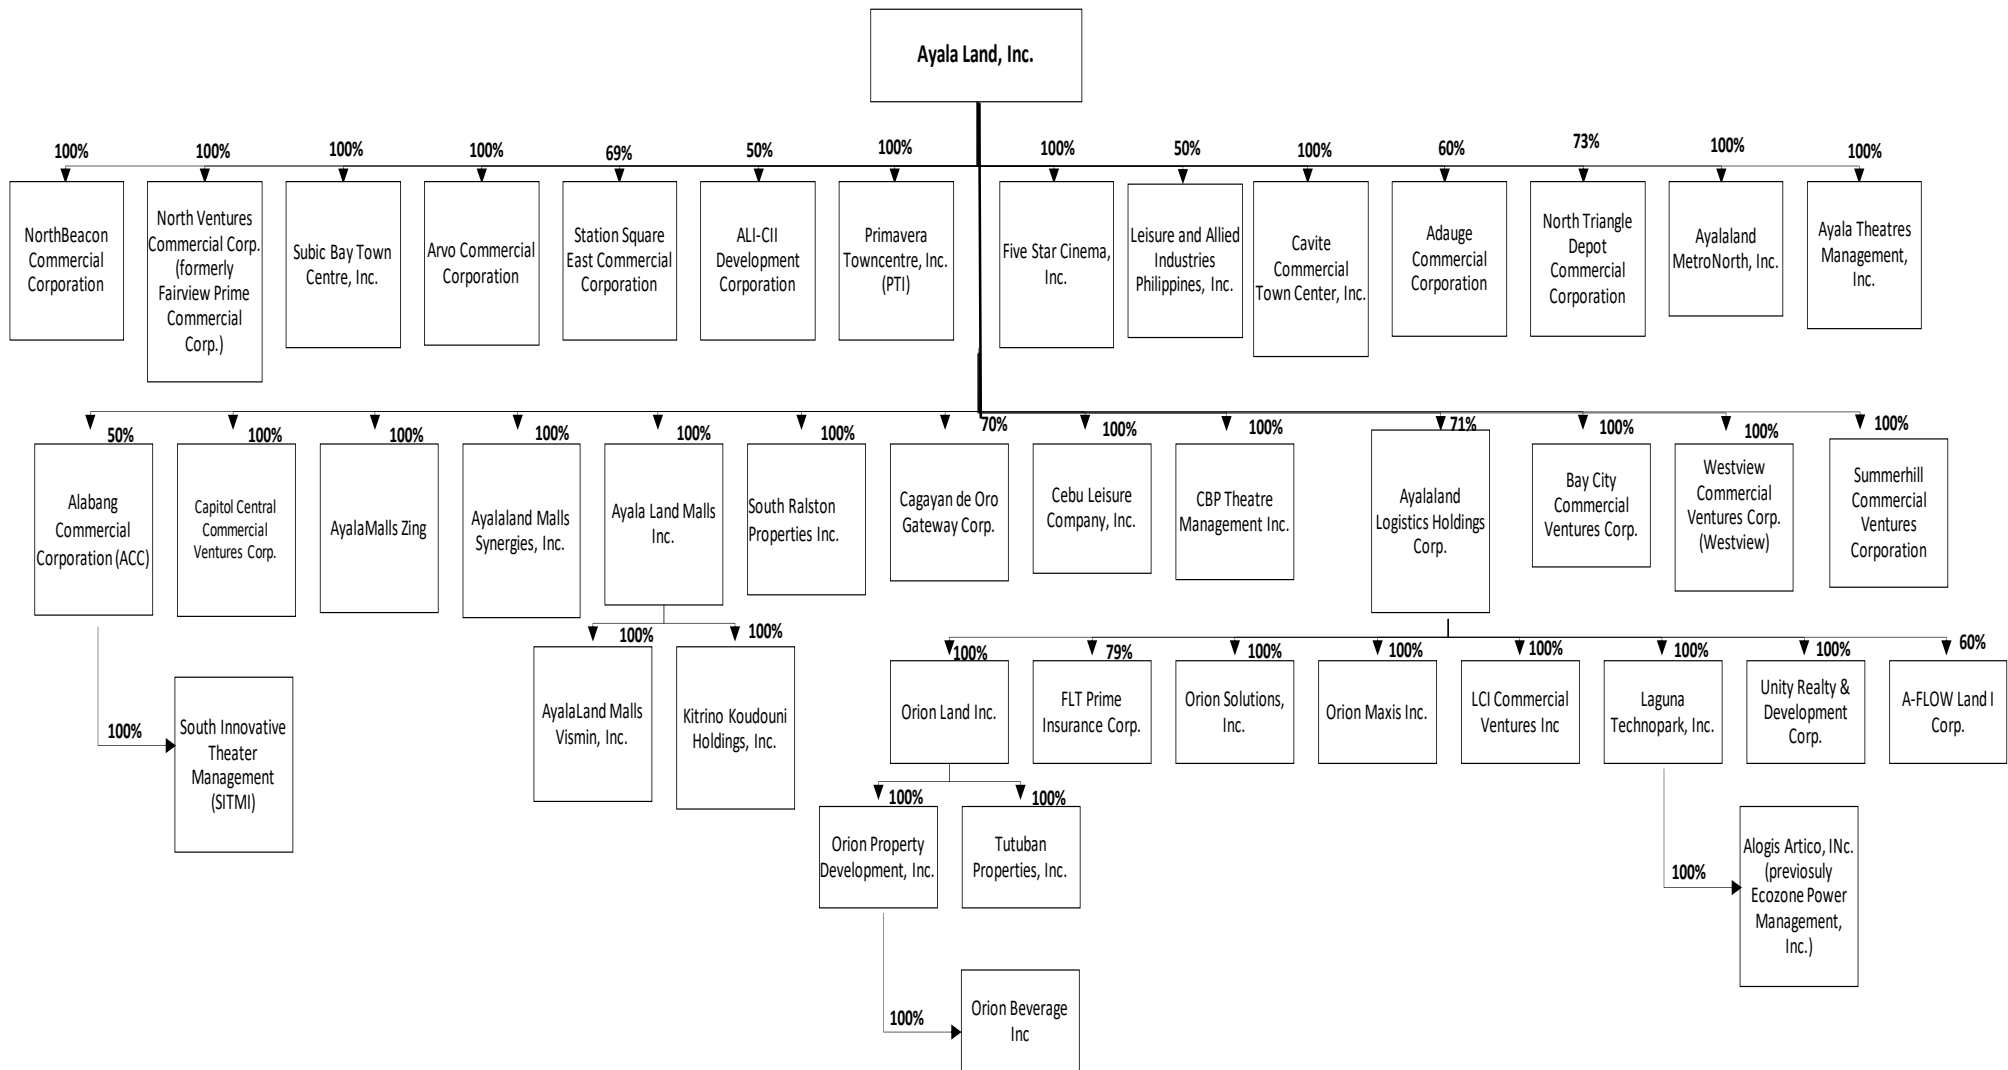 Ayala Land, Inc.
100%
100%
100%
100%
69%
50%
100%
100%
50%
100%
60%
73%
100%
100%
NorthBeacon
Commercial
Corporation
North Ventures
Commercial Corp.
(formerly
Fairview Prime
Commercial
Corp.)
Subic Bay Town
Centre, Inc.
Arvo Commercial
Corporation
Station Square
East Commercial
Corporation
ALI-CII
Development
Corporation
Primavera
Towncentre, Inc.
(PTI)
Five Star Cinema,
Inc.
Leisure and Allied
Industries
Philippines, Inc.
Cavite
Commercial
Town Center, Inc.
Adauge
Commercial
Corporation
North Triangle
Depot
Commercial
Corporation
Ayalaland
MetroNorth, Inc.
Ayala Theatres
Management,
Inc.
50%
100%
100%
100%
100%
100%
70%
100%
100%
71%
100%
100%
100%
Alabang
Commercial
Corporation (ACC)
Capitol Central
Commercial
Ventures Corp.
AyalaMalls Zing
Ayalaland Malls
Synergies, Inc.
Ayala Land Malls
Inc.
South Ralston
Properties Inc.
Cagayan de Oro
Gateway Corp.
Cebu Leisure
Company, Inc.
CBP Theatre
Management Inc.
Ayalaland
Logistics Holdings
Corp.
Bay City
Commercial
Ventures Corp.
Westview
Commercial
Ventures Corp.
(Westview)
Summerhill
Commercial
Ventures
Corporation
100%
South Innovative
Theater
Management
(SITMI)
100%
100%
AyalaLand Malls
Vismin, Inc.
Kitrino Koudouni
Holdings, Inc.
100%
79%
100%
100%
100%
100%
100%
60%
Orion Land Inc.
FLT Prime
Insurance Corp.
Orion Solutions,
Inc.
Orion Maxis Inc.
LCI Commercial
Ventures Inc
Laguna
Technopark, Inc.
Unity Realty &
Development
Corp.
A-FLOW Land I
Corp.
100%
100%
Orion Property
Development, Inc.
Tutuban
Properties, Inc.
100%
Alogis Artico, INc.
(previosuly
Ecozone Power
Management,
Inc.)
100%
Orion Beverage
Inc